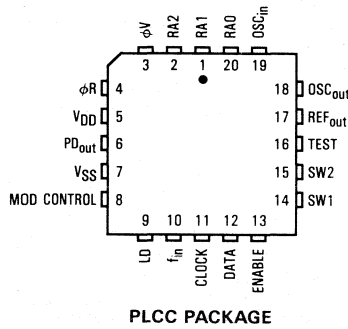 ϕV RA2 RA1 RA0 OSCin
3 2 1 20 19
ϕR 4 18 OSCout
VDD 5 17 REFout
PDout 6 16 TEST
VSS 7 15 SW2
MOD CONTROL 8 14 SW1
9 10 11 12 13
LD fin CLOCK DATA ENABLE
PLCC PACKAGE